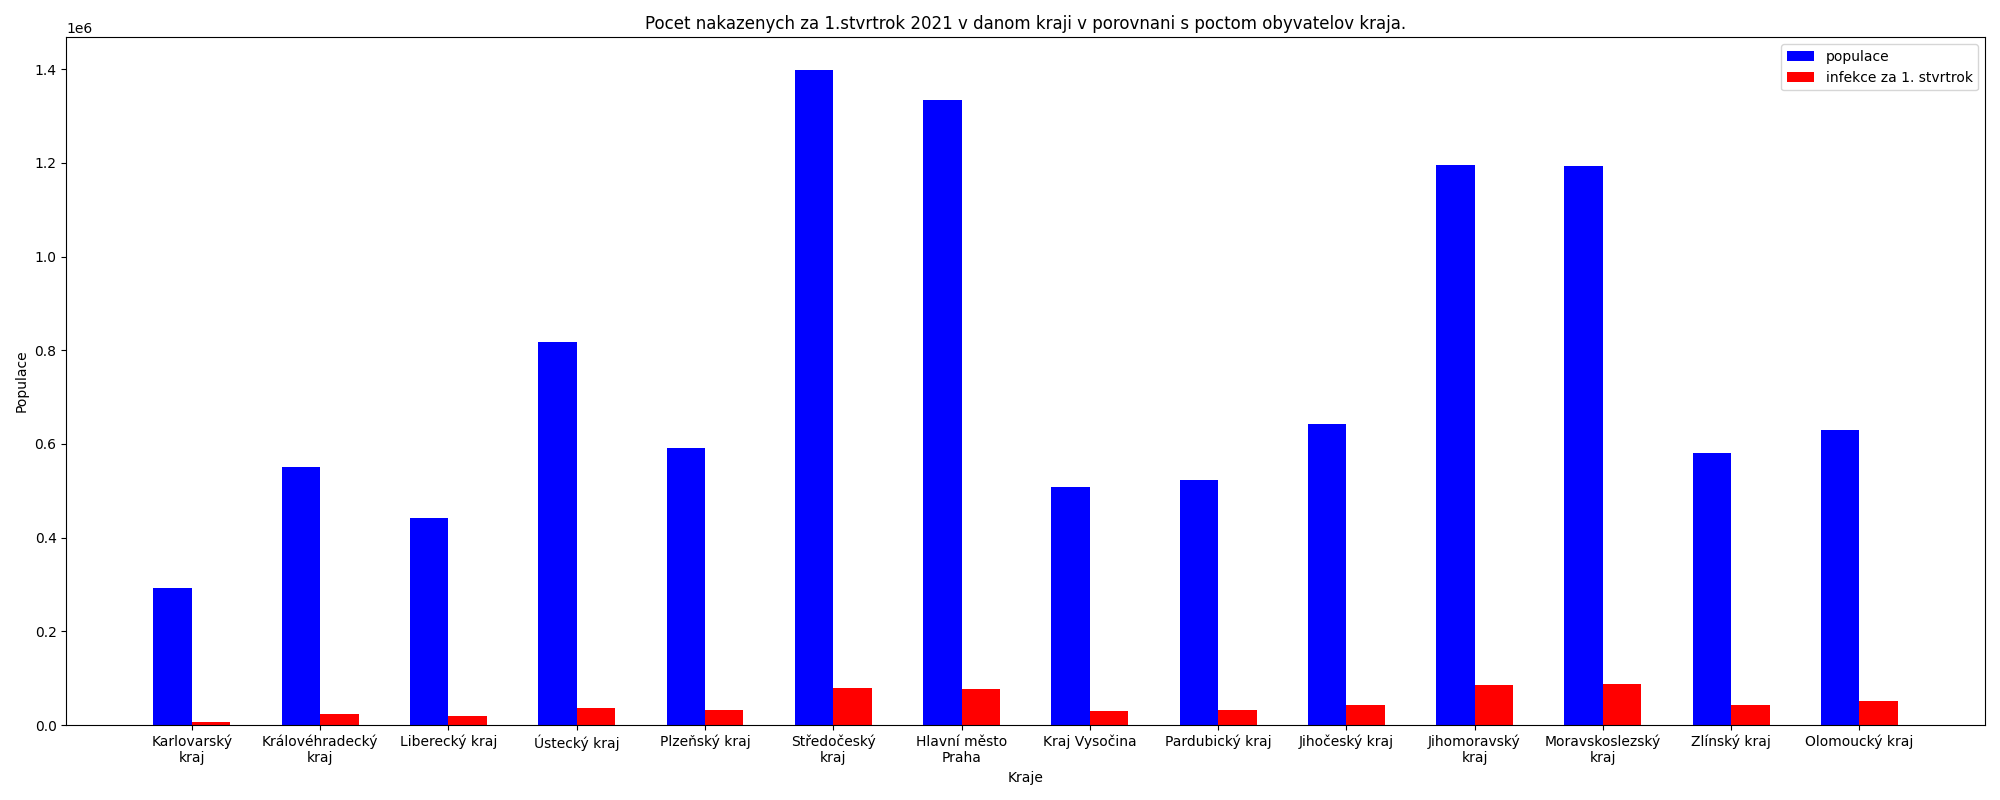 Pocet nakazenych za 1.stvrtrok 2021 v danom kraji v porovnani s poctom obyvatelov kraja.
1e6
populace
infekce za 1. stvrtrok
1.4
1.2
1.0
0.8
0.6
0.4
0.2
0.0
Populace
Karlovarský
kraj
Královéhradecký
kraj
Liberecký kraj
Ústecký kraj
Plzeňský kraj
Středočeský
kraj
Hlavní město
Praha
Kraj Vysočina
Pardubický kraj
Jihočeský kraj
Jihomoravský
kraj
Moravskoslezský
kraj
Zlínský kraj
Olomoucký kraj
Kraje